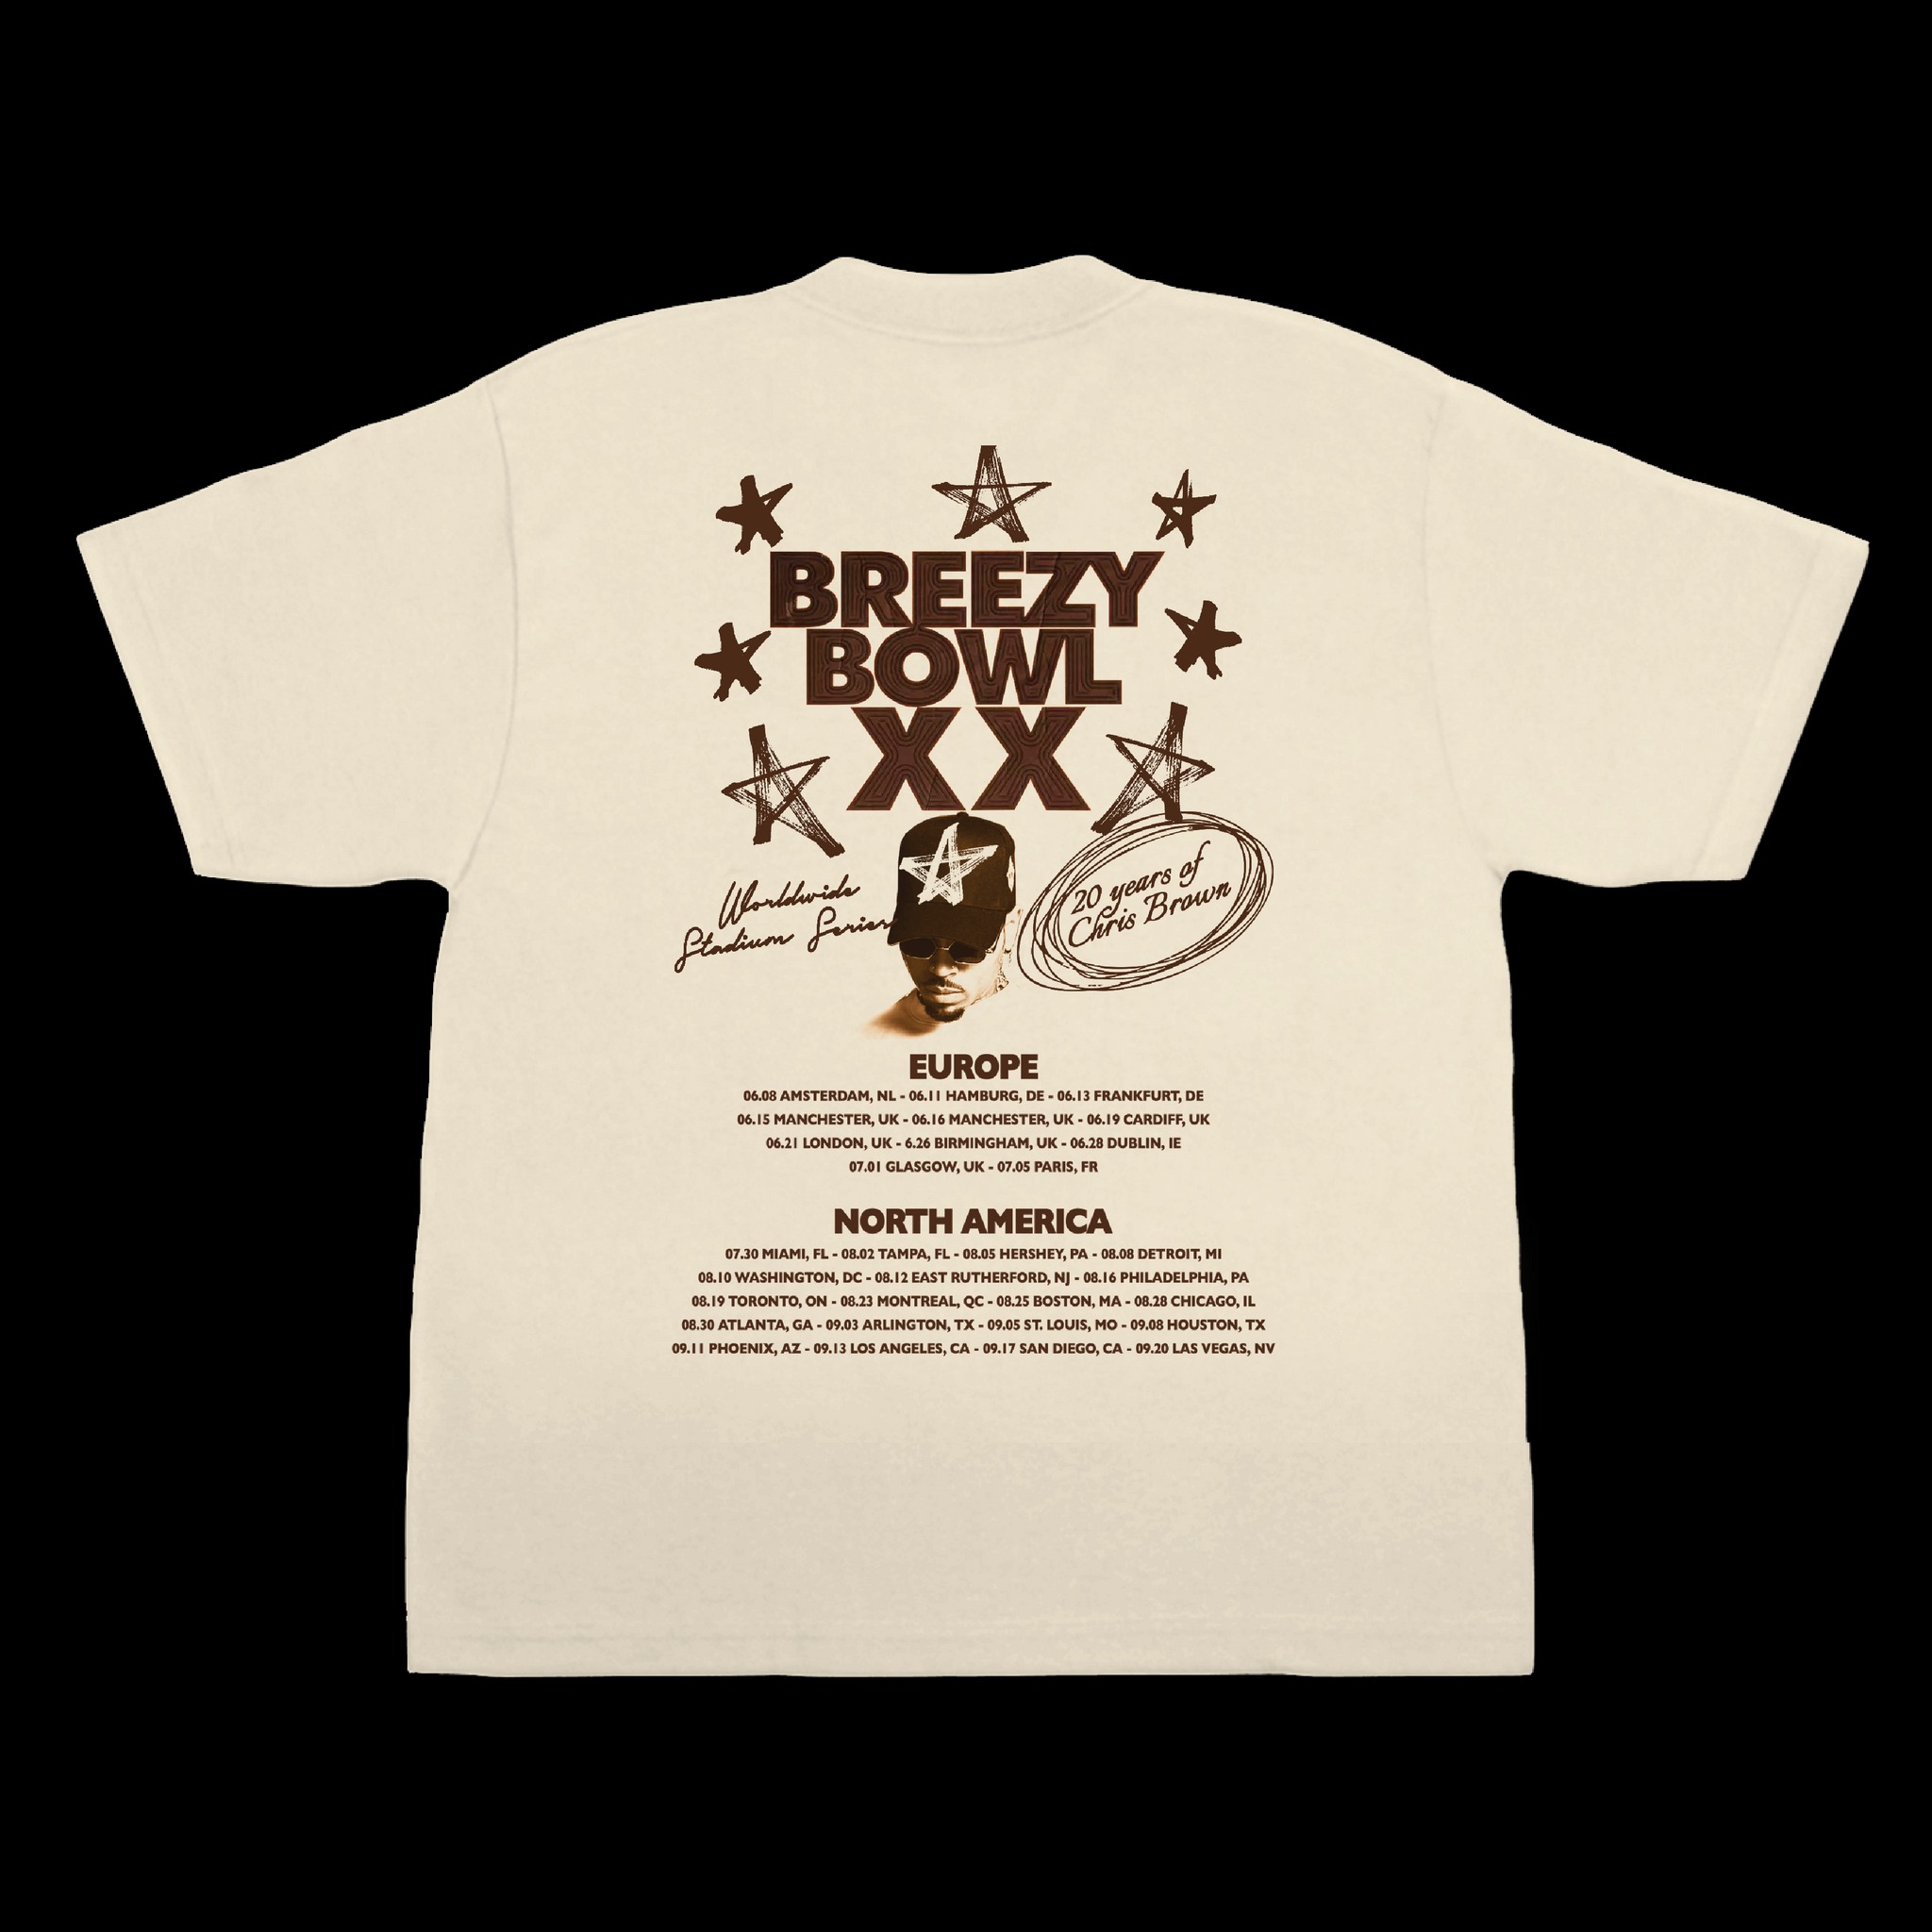 BREEZY
BOWL
XX
Worldwide
Stadium Series
20 years of
Chris Brown
EUROPE
06.08 AMSTERDAM, NL - 06.11 HAMBURG, DE - 06.13 FRANKFURT, DE
06.15 MANCHESTER, UK - 06.16 MANCHESTER, UK - 06.19 CARDIFF, UK
06.21 LONDON, UK - 6.26 BIRMINGHAM, UK - 06.28 DUBLIN, IE
07.01 GLASGOW, UK - 07.05 PARIS, FR
NORTH AMERICA
07.30 MIAMI, FL - 08.02 TAMPA, FL - 08.05 HERSHEY, PA - 08.08 DETROIT, MI
08.10 WASHINGTON, DC - 08.12 EAST RUTHERFORD, NJ - 08.16 PHILADELPHIA, PA
08.19 TORONTO, ON - 08.23 MONTREAL, QC - 08.25 BOSTON, MA - 08.28 CHICAGO, IL
08.30 ATLANTA, GA - 09.03 ARLINGTON, TX - 09.05 ST. LOUIS, MO - 09.08 HOUSTON, TX
09.11 PHOENIX, AZ - 09.13 LOS ANGELES, CA - 09.17 SAN DIEGO, CA - 09.20 LAS VEGAS, NV